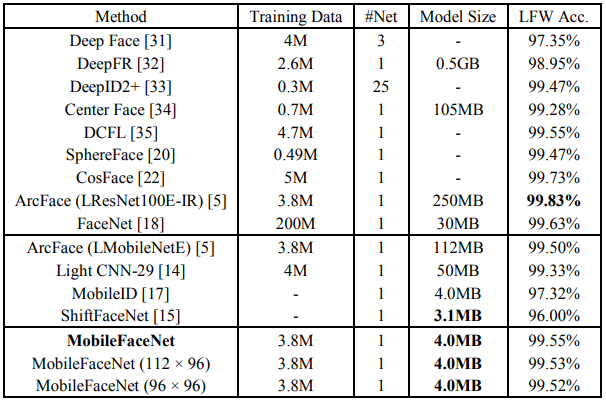 Method Training Data #Net Model Size LFW Acc.
Deep Face [31] 4M 3 - 97.35%
DeepFR [32] 2.6M 1 0.5GB 98.95%
DeepID2+ [33] 0.3M 25 - 99.47%
Center Face [34] 0.7M 1 105MB 99.28%
DCFL [35] 4.7M 1 - 99.55%
SphereFace [20] 0.49M 1 - 99.47%
CosFace [22] 5M 1 - 99.73%
ArcFace (LResNet100E-IR) [5] 3.8M 1 250MB 99.83%
FaceNet [18] 200M 1 30MB 99.63%
ArcFace (LMobileNetE) [5] 3.8M 1 112MB 99.50%
Light CNN-29 [14] 4M 1 50MB 99.33%
MobileID [17] - 1 4.0MB 97.32%
ShiftFaceNet [15] - 1 3.1MB 96.00%
MobileFaceNet 3.8M 1 4.0MB 99.55%
MobileFaceNet (112 × 96) 3.8M 1 4.0MB 99.53%
MobileFaceNet (96 × 96) 3.8M 1 4.0MB 99.52%